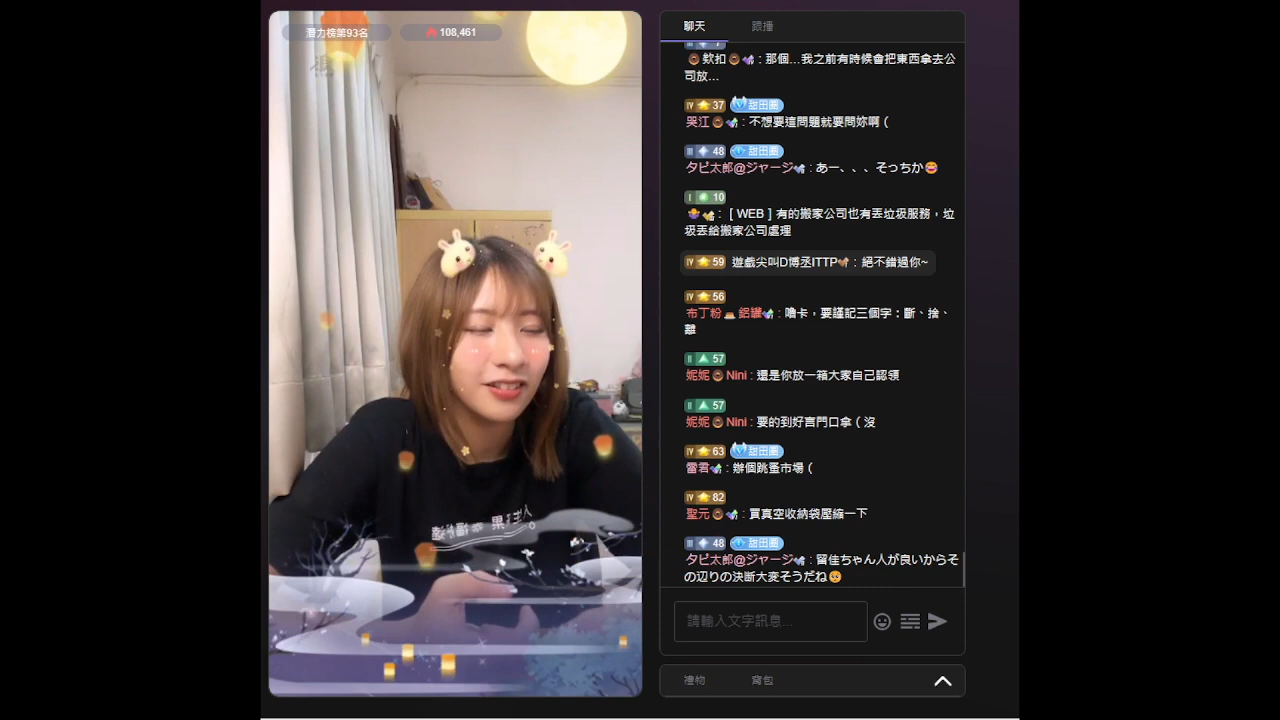 潛力榜第93名
108,461
聊天
跟播
欸扣 : 那個...我之前有時候會把東西拿去公
司放...
IV 37 甜田圈
哭江 : 不想要這問題就要問妳啊 (
III 48 甜田圈
タピ太郎@ジャージ : あー、、、そっちか
I 10
: [ WEB ] 有的搬家公司也有丟垃圾服務，垃
圾丟給搬家公司處理
IV 59 遊戲尖叫D博丞ITTP : 絕不錯過你~
IV 56
布丁粉 鋁罐 : 嚕卡，要謹記三個字：斷、捨、
離
II 57
妮妮 Nini : 還是你放一箱大家自己認領
II 57
妮妮 Nini : 要的到好言門口拿 ( 沒
IV 63 甜田圈
雷君 : 辦個跳蚤市場 (
IV 82
聖元 : 買真空收納袋壓縮一下
III 48 甜田圈
タピ太郎@ジャージ : 留佳ちゃん人が良いからそ
の辺りの決断大変そうだね
請輸入文字訊息...
禮物
背包